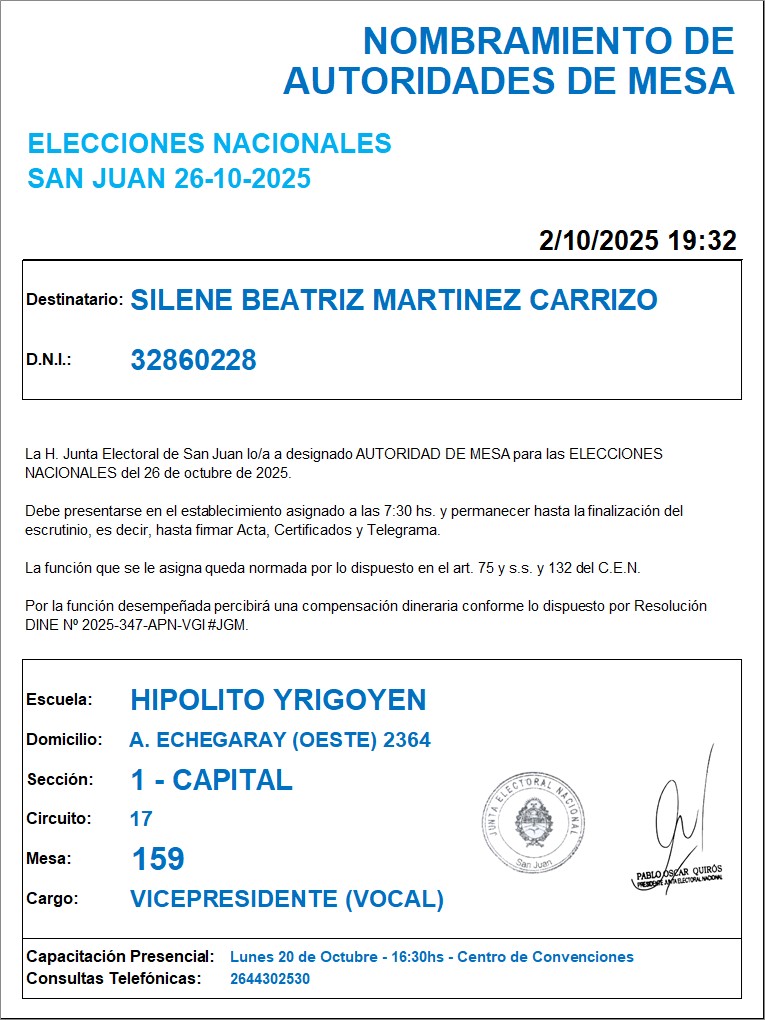 NOMBRAMIENTO DE
AUTORIDADES DE MESA
ELECCIONES NACIONALES
SAN JUAN 26-10-2025
2/10/2025 19:32
Destinatario: SILENE BEATRIZ MARTINEZ CARRIZO
D.N.I.: 32860228
La H. Junta Electoral de San Juan lo/a a designado AUTORIDAD DE MESA para las ELECCIONES
NACIONALES del 26 de octubre de 2025.
Debe presentarse en el establecimiento asignado a las 7:30 hs. y permanecer hasta la finalización del
escrutinio, es decir, hasta firmar Acta, Certificados y Telegrama.
La función que se le asigna queda normada por lo dispuesto en el art. 75 y s.s. y 132 del C.E.N.
Por la función desempeñada percibirá una compensación dineraria conforme lo dispuesto por Resolución
DINE Nº 2025-347-APN-VGI#JGM.
Escuela: HIPOLITO YRIGOYEN
Domicilio: A. ECHEGARAY (OESTE) 2364
Sección: 1 - CAPITAL
Circuito: 17
Mesa: 159
Cargo: VICEPRESIDENTE (VOCAL)
JUNTA ELECTORAL NACIONAL
San Juan
PABLO OSCAR QUIRÓS
PRESIDENTE JUNTA ELECTORAL NACIONAL
Capacitación Presencial: Lunes 20 de Octubre - 16:30hs - Centro de Convenciones
Consultas Telefónicas: 2644302530